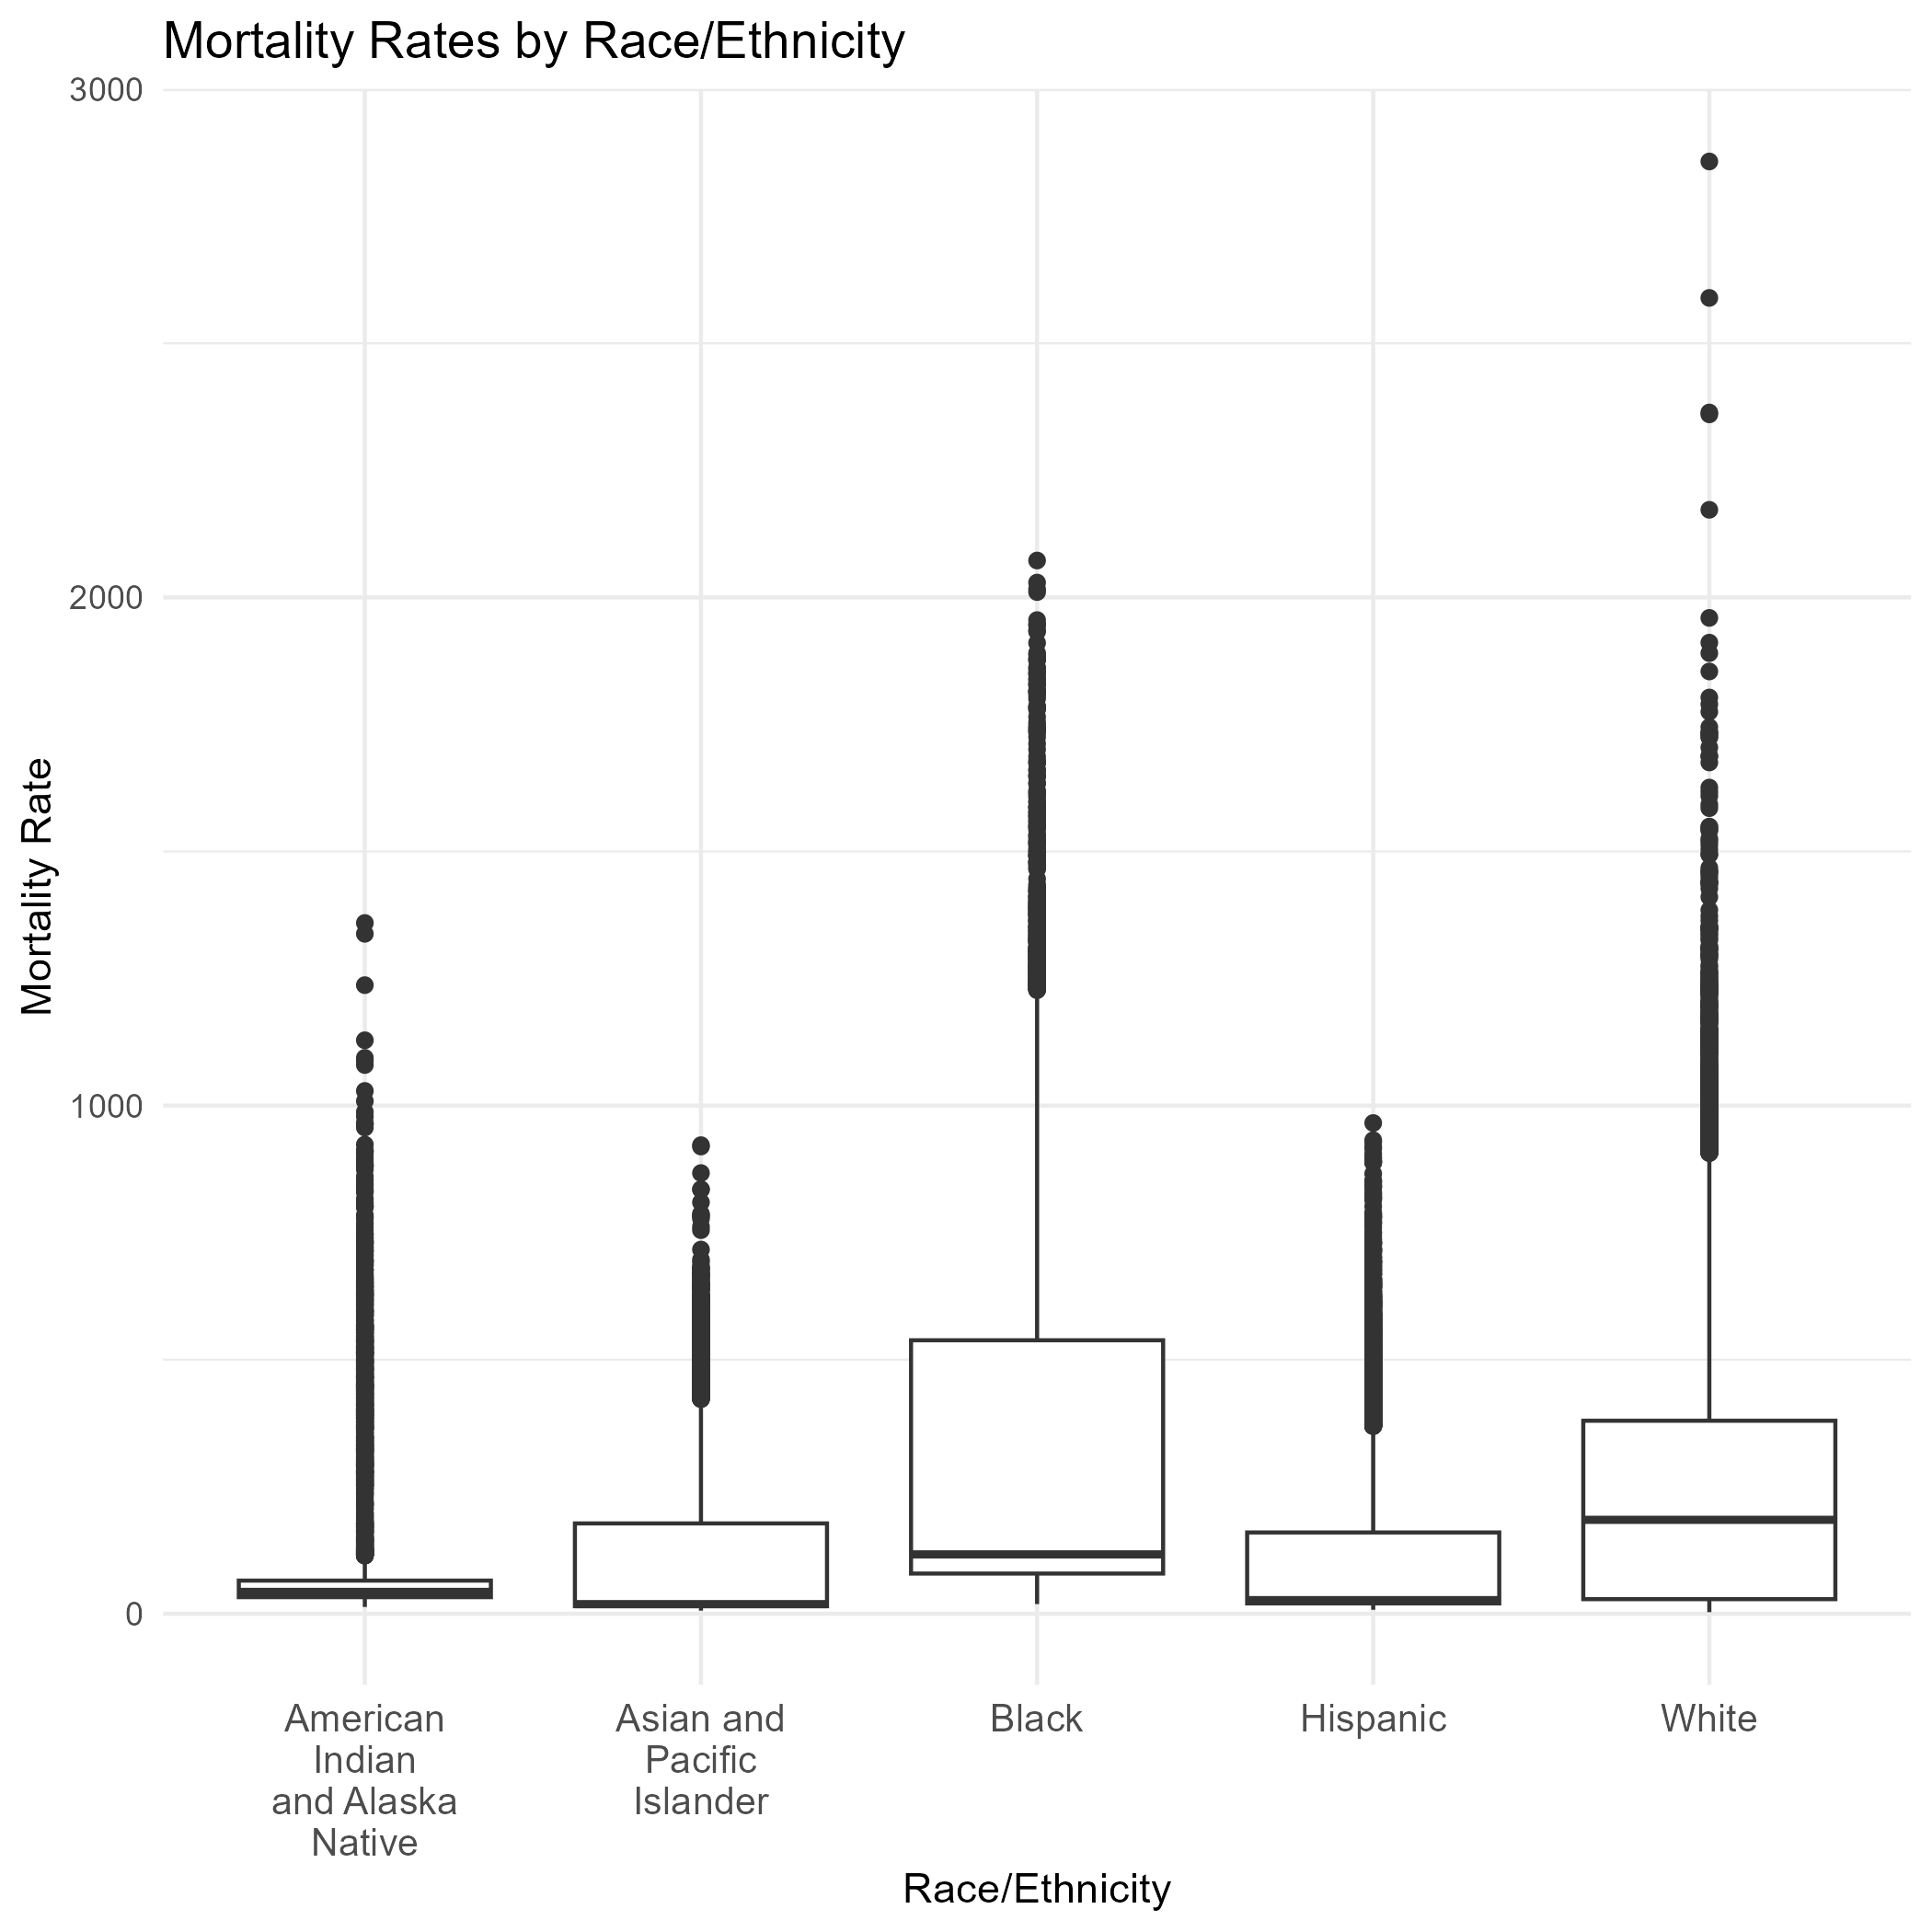 Mortality Rates by Race/Ethnicity
3000
2000
1000
0
Mortality Rate
American
Indian
and Alaska
Native
Asian and
Pacific
Islander
Black
Hispanic
White
Race/Ethnicity